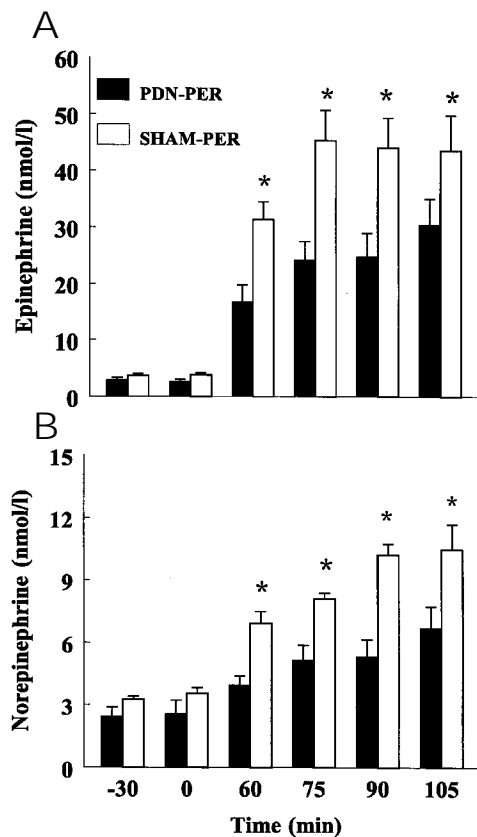 A
Epinephrine (nmol/l)
60
50
40
30
20
10
0
PDN-PER
SHAM-PER
*
*
*
*
B
Norepinephrine (nmol/l)
15
12
9
6
3
0
*
*
*
*
-30 0 60 75 90 105
Time (min)